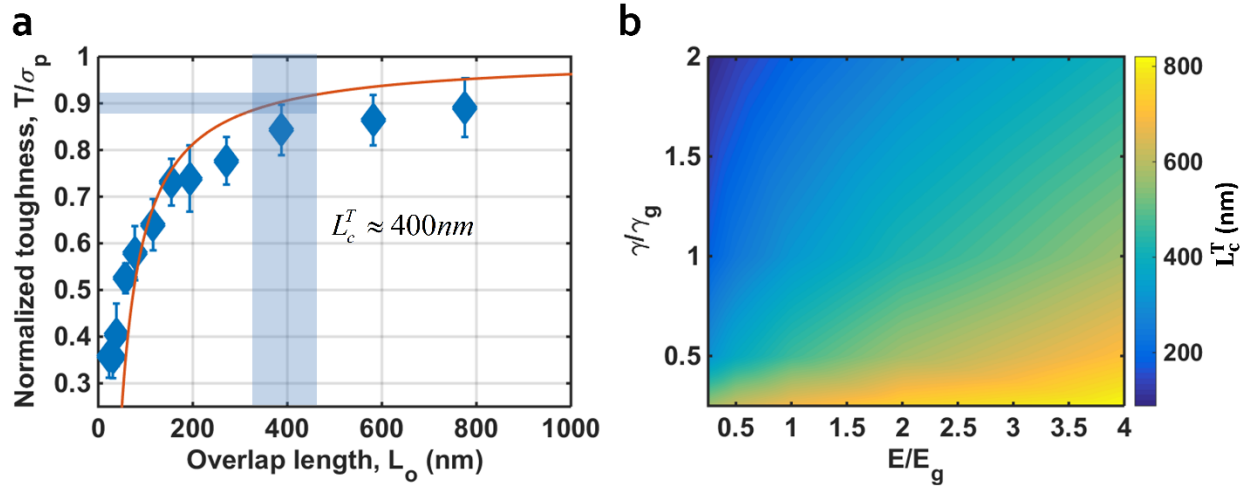 a
Normalized toughness, T/σp
1
0.9
0.8
0.7
0.6
0.5
0.4
0.3
L_c^T ≈ 400nm
0 200 400 600 800 1000
Overlap length, Lo (nm)
b
γ/γg
2
1.5
1
0.5
0.5 1 1.5 2 2.5 3 3.5 4
E/Eg
800
600
400
200
L_c^T (nm)